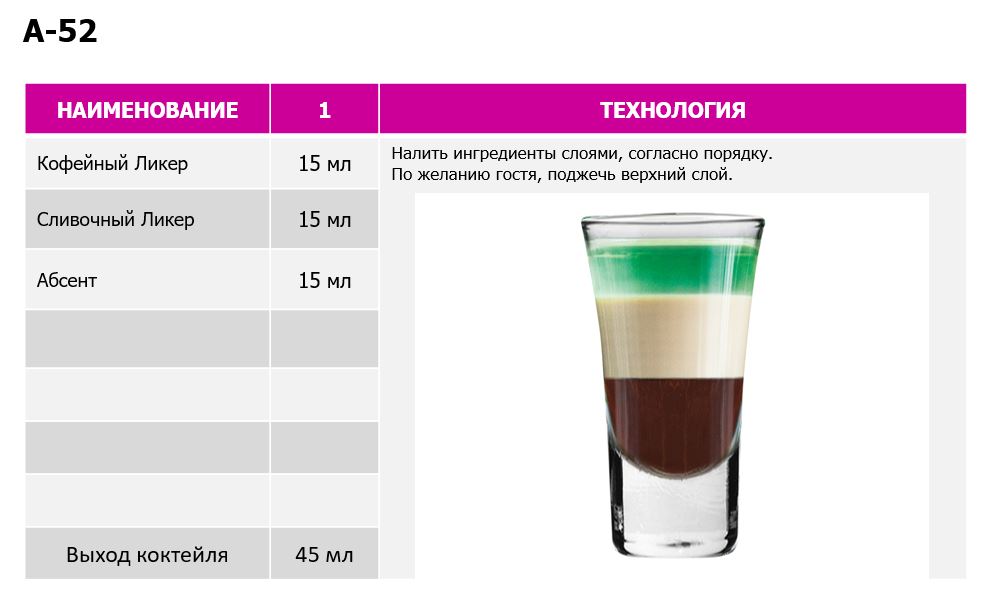 А-52
НАИМЕНОВАНИЕ 1 ТЕХНОЛОГИЯ
Кофейный Ликер 15 мл
Налить ингредиенты слоями, согласно порядку.
По желанию гостя, поджечь верхний слой.
Сливочный Ликер 15 мл
Абсент 15 мл
Выход коктейля 45 мл